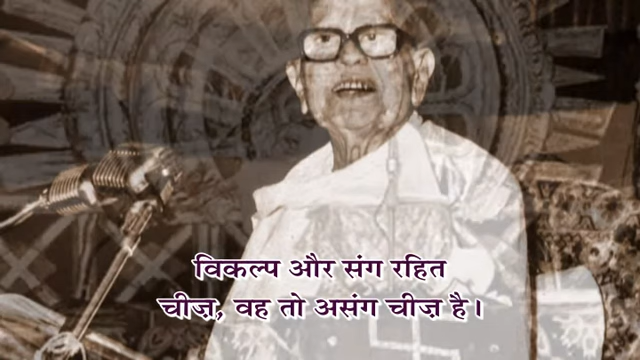 विकल्प और संग रहित
चीज़, वह तो असंग चीज़ है।